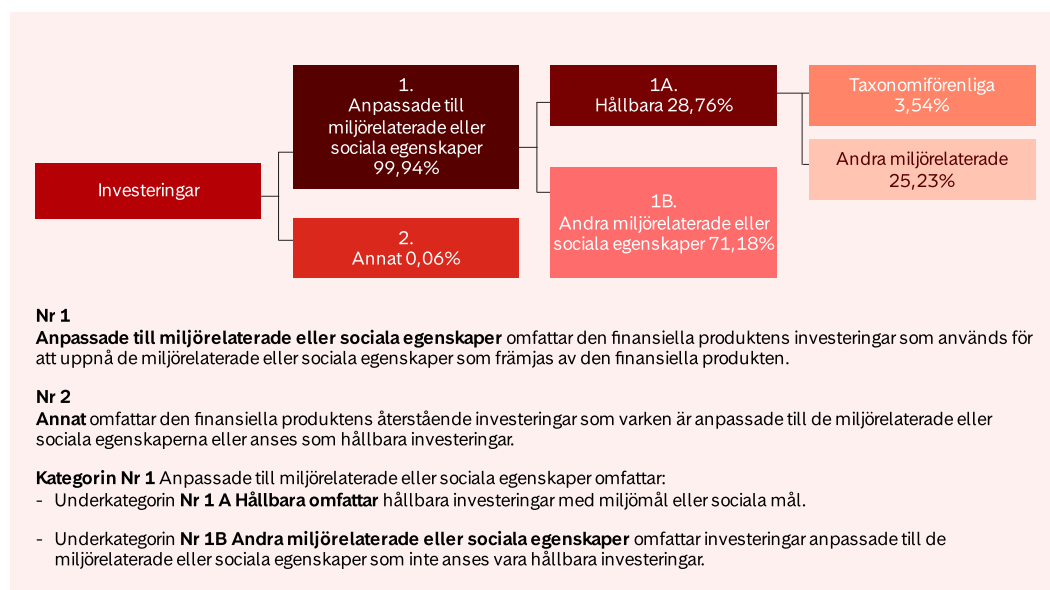 Investeringar
1.
Anpassade till
miljörelaterade eller
sociala egenskaper
99,94%
2.
Annat 0,06%
1A.
Hållbara 28,76%
1B.
Andra miljörelaterade eller
sociala egenskaper 71,18%
Taxonomiförenliga
3,54%
Andra miljörelaterade
25,23%
Nr 1
Anpassade till miljörelaterade eller sociala egenskaper omfattar den finansiella produktens investeringar som används för
att uppnå de miljörelaterade eller sociala egenskaper som främjas av den finansiella produkten.
Nr 2
Annat omfattar den finansiella produktens återstående investeringar som varken är anpassade till de miljörelaterade eller
sociala egenskaperna eller anses som hållbara investeringar.
Kategorin Nr 1 Anpassade till miljörelaterade eller sociala egenskaper omfattar:
- Underkategorin Nr 1 A Hållbara omfattar hållbara investeringar med miljömål eller sociala mål.
- Underkategorin Nr 1B Andra miljörelaterade eller sociala egenskaper omfattar investeringar anpassade till de
miljörelaterade eller sociala egenskaper som inte anses vara hållbara investeringar.